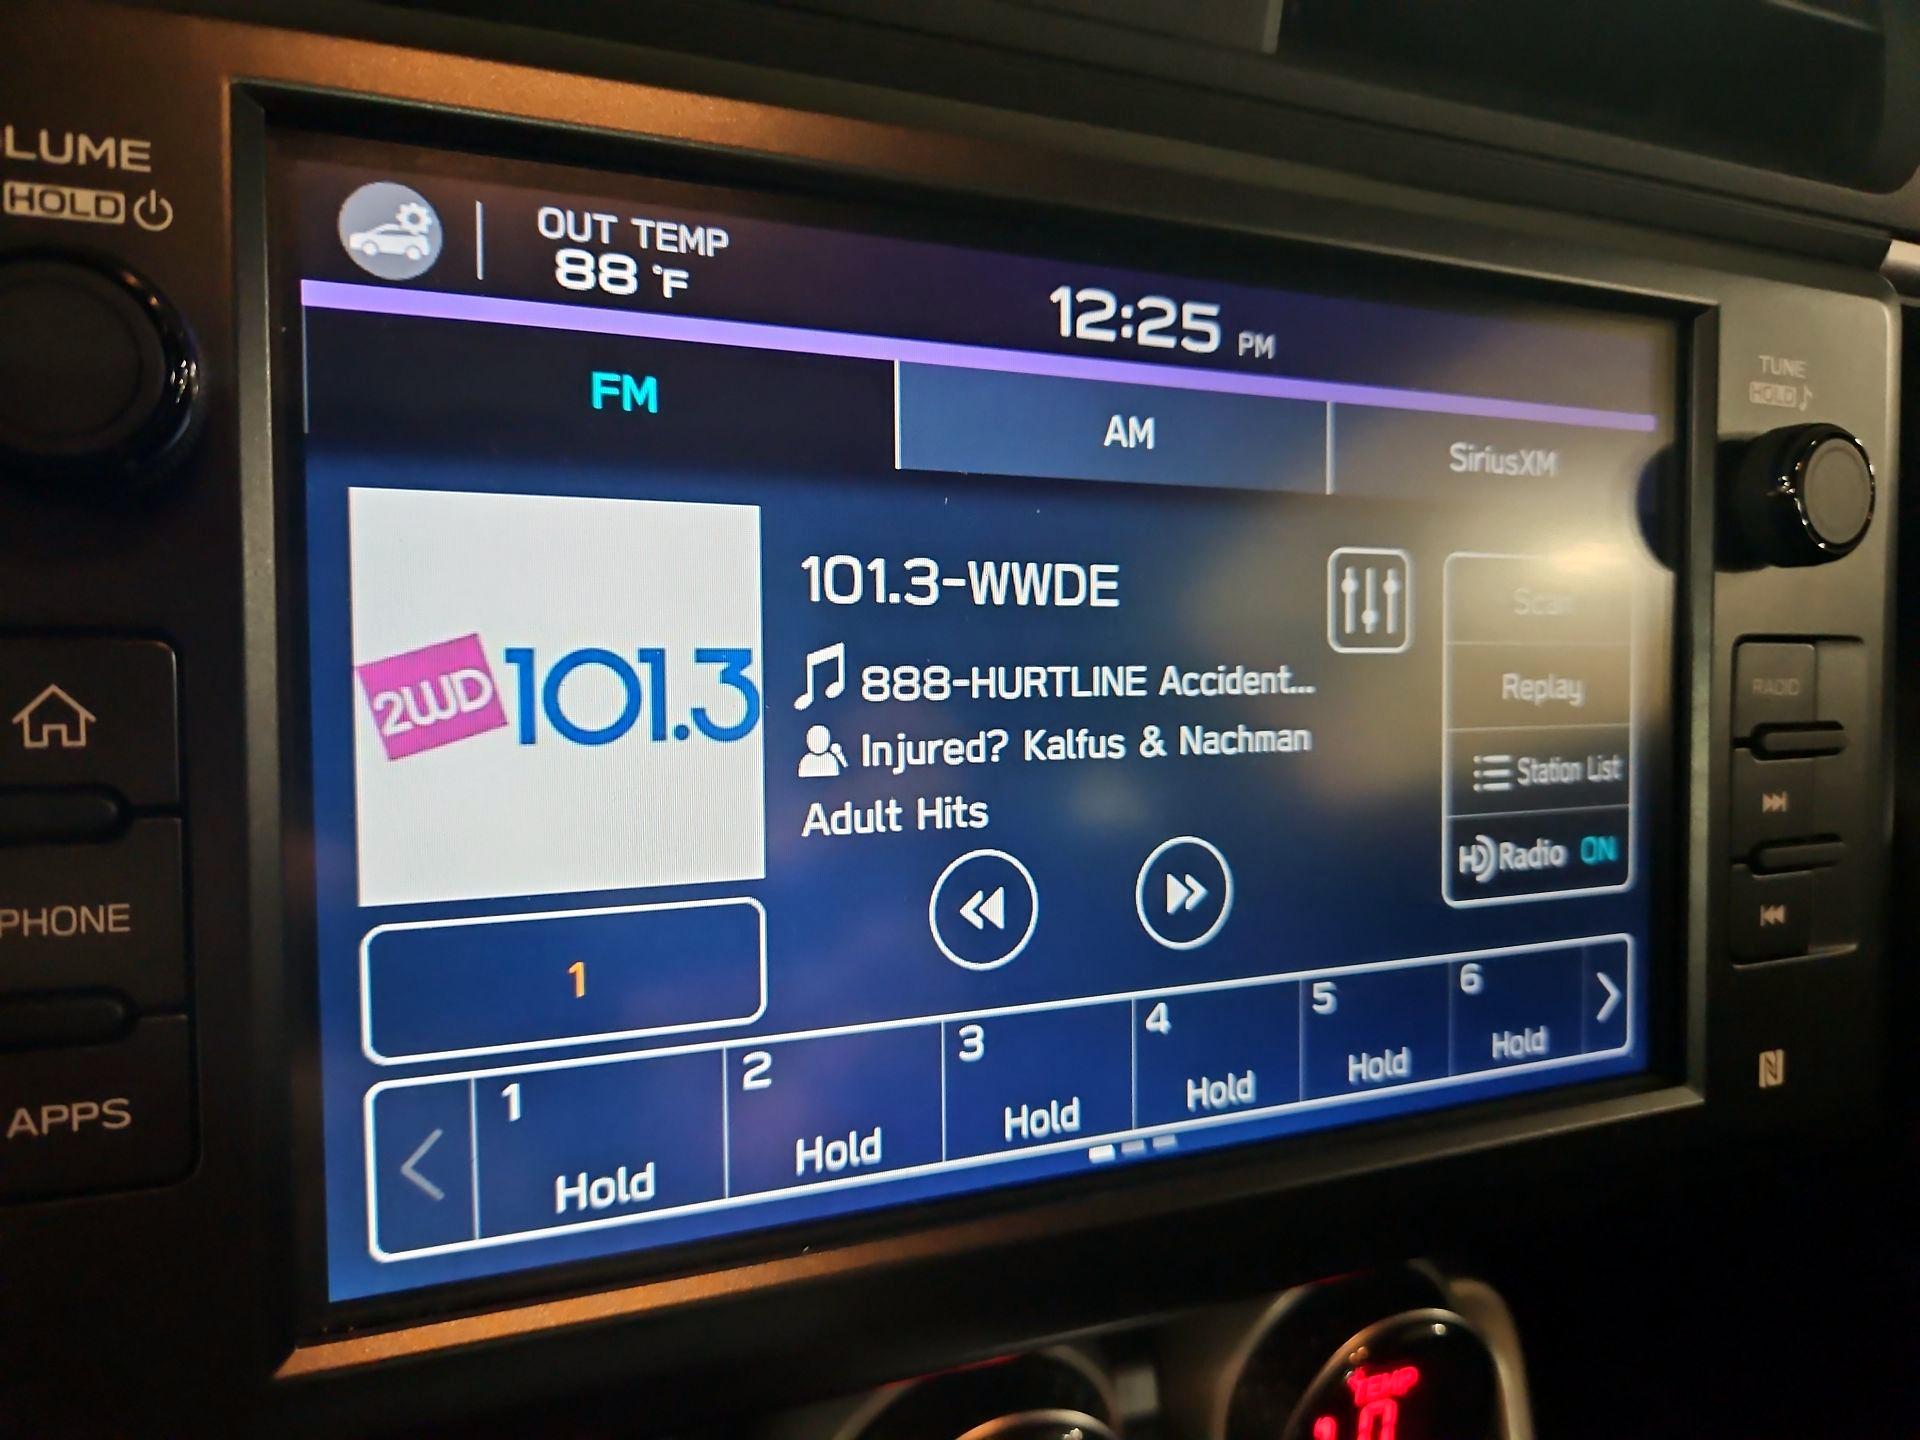 LUME
HOLD
OUT TEMP
88 °F
12:25 PM
TUNE
HOLD
FM
AM
SiriusXM
2WD 101.3
101.3-WWDE
888-HURTLINE Accident...
Injured? Kalfus & Nachman
Adult Hits
Scan
Replay
Station List
HD Radio ON
RADIO
PHONE
APPS
1
1 Hold
2 Hold
3 Hold
4 Hold
5 Hold
6 Hold
TEMP